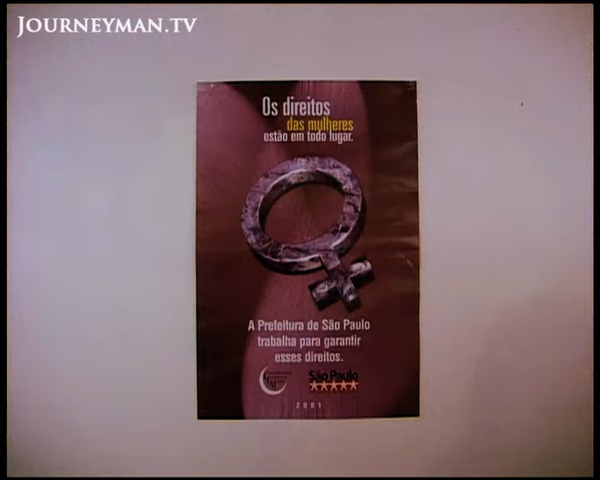 JOURNEYMAN.TV
Os direitos
das mulheres
estão em todo lugar.
A Prefeitura de São Paulo
trabalha para garantir
esses direitos.
São Paulo
2001